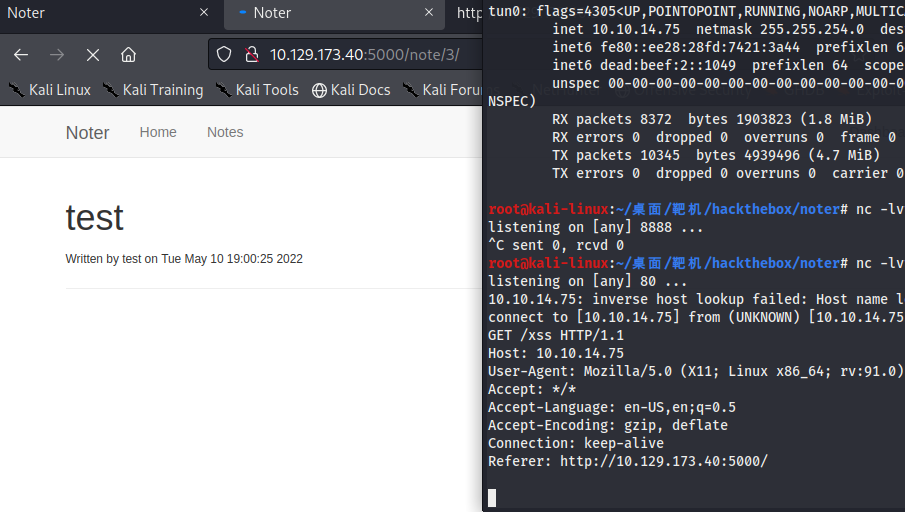 Noter
Noter
http
10.129.173.40:5000/note/3/
Kali Linux
Kali Training
Kali Tools
Kali Docs
Kali Foru
Noter
Home
Notes
test
Written by test on Tue May 10 19:00:25 2022
tun0: flags=4305<UP,POINTOPOINT,RUNNING,NOARP,MULTICA
inet 10.10.14.75 netmask 255.255.254.0 des
inet6 fe80::ee28:28fd:7421:3a44 prefixlen 6
inet6 dead:beef:2::1049 prefixlen 64 scope
unspec 00-00-00-00-00-00-00-00-00-00-00-00-0
NSPEC)
RX packets 8372 bytes 1903823 (1.8 MiB)
RX errors 0 dropped 0 overruns 0 frame 0
TX packets 10345 bytes 4939496 (4.7 MiB)
TX errors 0 dropped 0 overruns 0 carrier 0
root@kali-linux:~/桌面/靶机/hackthebox/noter# nc -lv
listening on [any] 8888 ...
^C sent 0, rcvd 0
root@kali-linux:~/桌面/靶机/hackthebox/noter# nc -lv
listening on [any] 80 ...
10.10.14.75: inverse host lookup failed: Host name l
connect to [10.10.14.75] from (UNKNOWN) [10.10.14.75
GET /xss HTTP/1.1
Host: 10.10.14.75
User-Agent: Mozilla/5.0 (X11; Linux x86_64; rv:91.0)
Accept: */*
Accept-Language: en-US,en;q=0.5
Accept-Encoding: gzip, deflate
Connection: keep-alive
Referer: http://10.129.173.40:5000/